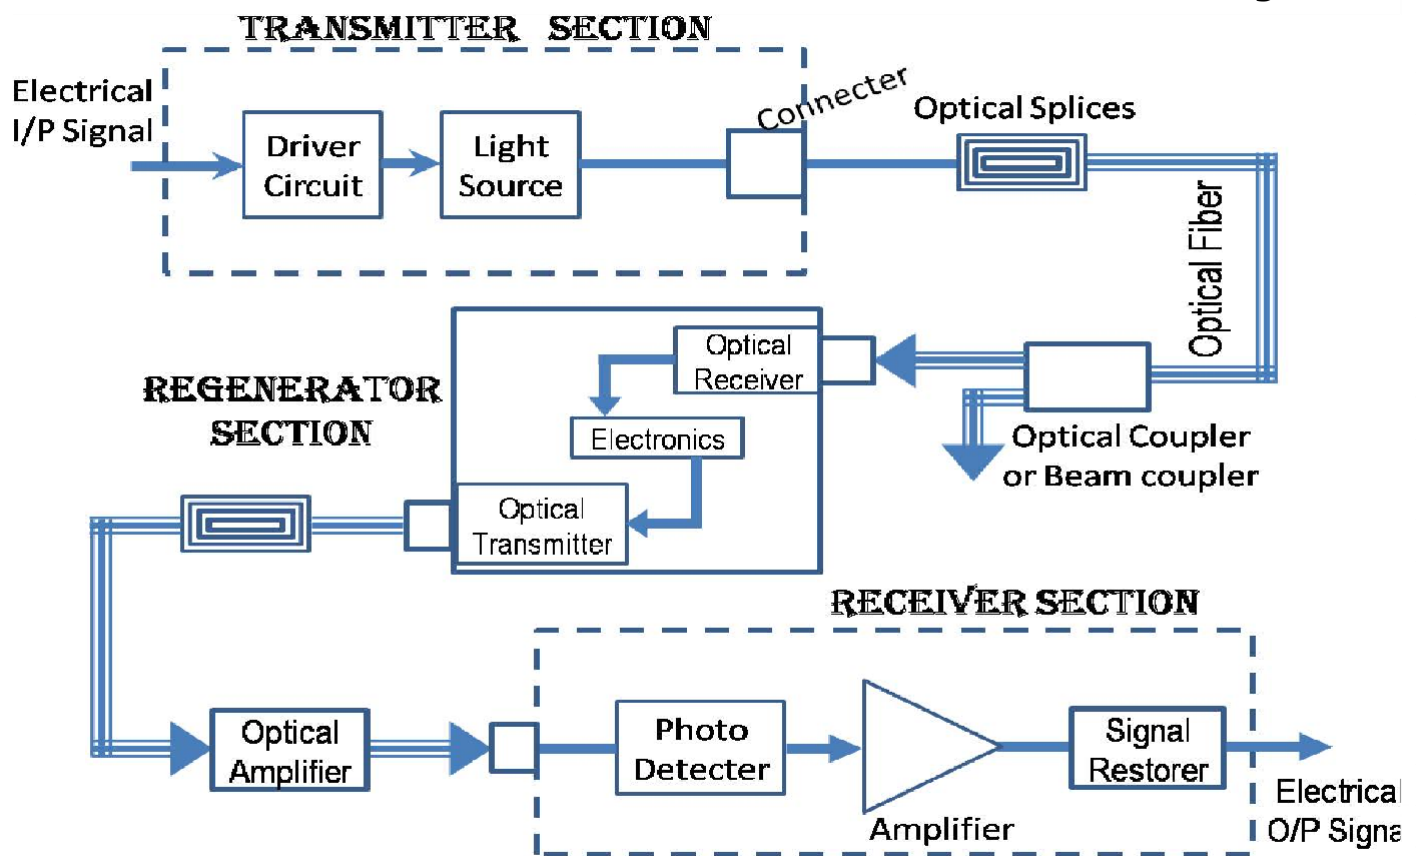 TRANSMITTER SECTION
Electrical
I/P Signal
Driver
Circuit
Light
Source
Connecter
Optical Splices
Optical Fiber
Optical
Receiver
REGENERATOR
SECTION
Electronics
Optical Coupler
or Beam coupler
Optical
Transmitter
RECEIVER SECTION
Optical
Amplifier
Photo
Detecter
Amplifier
Signal
Restorer
Electrical
O/P Signa